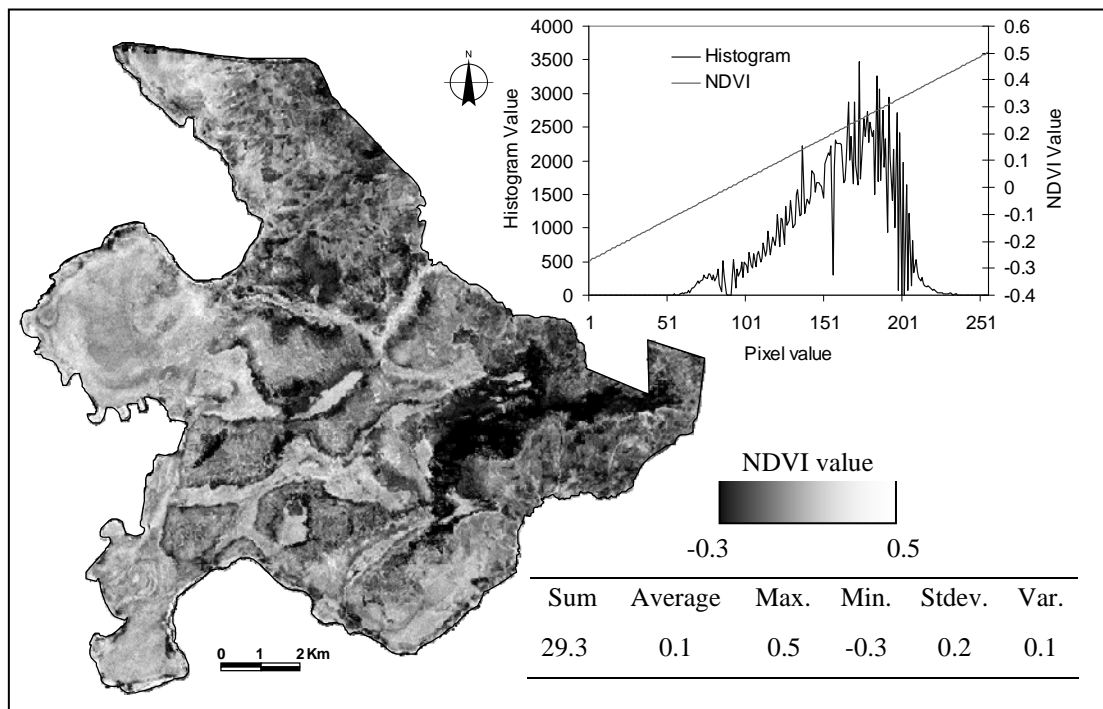 N
4000
3500
3000
2500
2000
1500
1000
500
0
Histogram Value
Histogram
NDVI
0.6
0.5
0.4
0.3
0.2
0.1
0
-0.1
-0.2
-0.3
-0.4
NDVI Value
1 51 101 151 201 251
Pixel value
NDVI value
-0.3 0.5
Sum Average Max. Min. Stdev. Var.
29.3 0.1 0.5 -0.3 0.2 0.1
0 1 2 Km